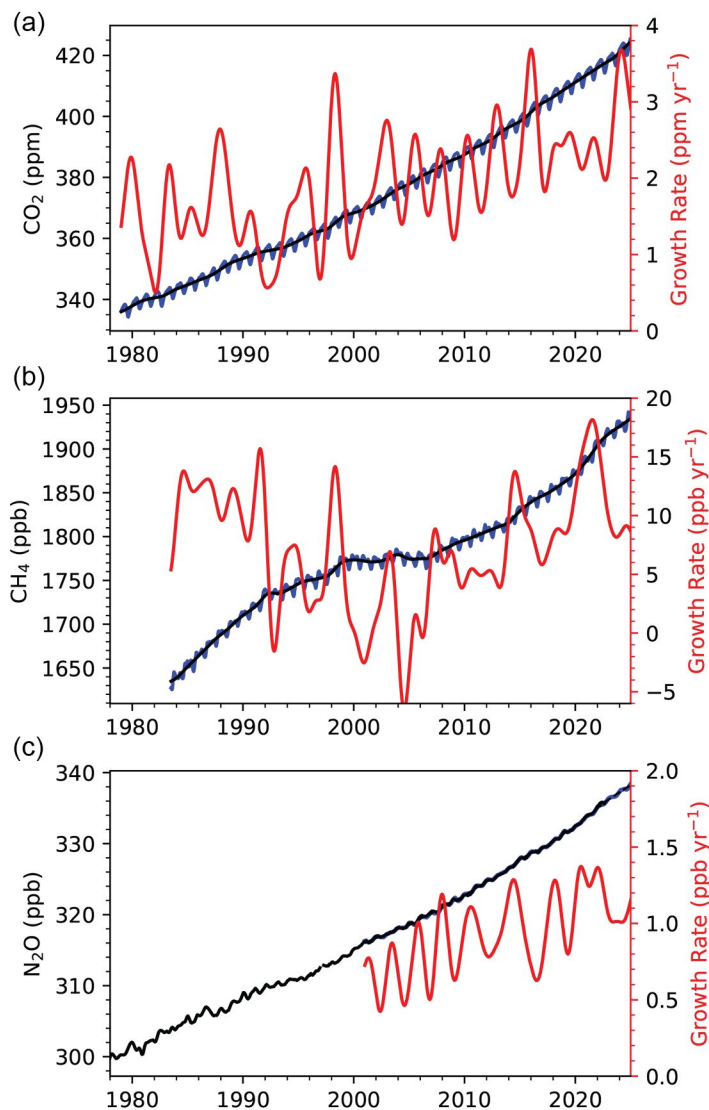 (a)
420
400
380
360
340
CO₂ (ppm)
4
3
2
1
0
Growth Rate (ppm yr⁻¹)
1980 1990 2000 2010 2020
(b)
1950
1900
1850
1800
1750
1700
1650
CH₄ (ppb)
20
15
10
5
0
−5
Growth Rate (ppb yr⁻¹)
1980 1990 2000 2010 2020
(c)
340
330
320
310
300
N₂O (ppb)
2.0
1.5
1.0
0.5
0.0
Growth Rate (ppb yr⁻¹)
1980 1990 2000 2010 2020